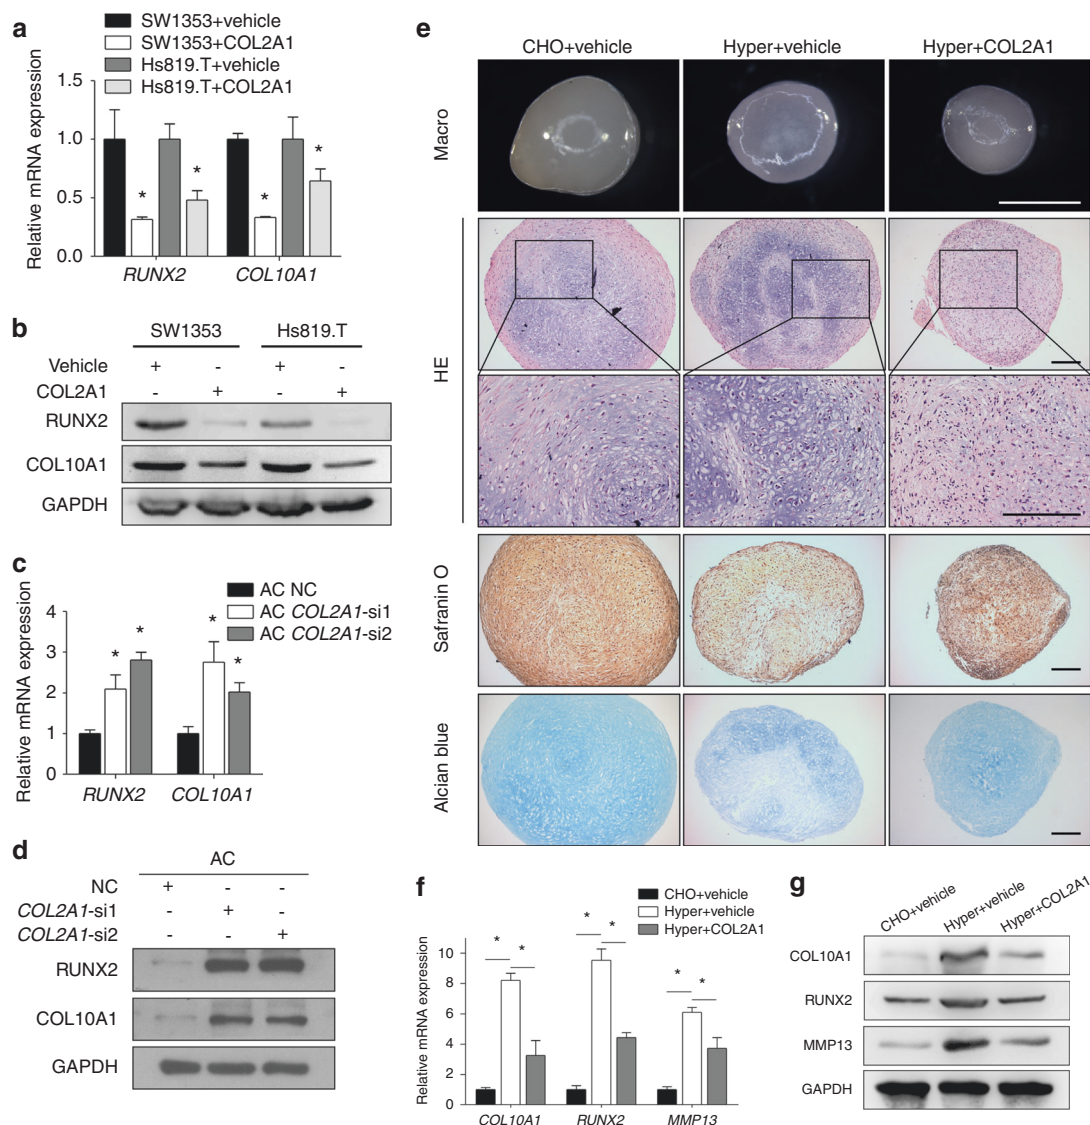 a
SW1353+vehicle
SW1353+COL2A1
Hs819.T+vehicle
Hs819.T+COL2A1
Relative mRNA expression
1.5
1.0
0.5
0.0
* * * *
RUNX2 COL10A1
b
SW1353 Hs819.T
Vehicle + - + -
COL2A1 - + - +
RUNX2
COL10A1
GAPDH
c
AC NC
AC COL2A1-si1
AC COL2A1-si2
Relative mRNA expression
4
3
2
1
0
* * * *
RUNX2 COL10A1
d
AC
NC + - -
COL2A1-si1 - + -
COL2A1-si2 - - +
RUNX2
COL10A1
GAPDH
e
CHO+vehicle Hyper+vehicle Hyper+COL2A1
Macro
HE
Safranin O
Alcian blue
f
CHO+vehicle
Hyper+vehicle
Hyper+COL2A1
Relative mRNA expression
10
8
6
4
2
0
* * * * * *
COL10A1 RUNX2 MMP13
g
CHO+vehicle Hyper+vehicle Hyper+COL2A1
COL10A1
RUNX2
MMP13
GAPDH